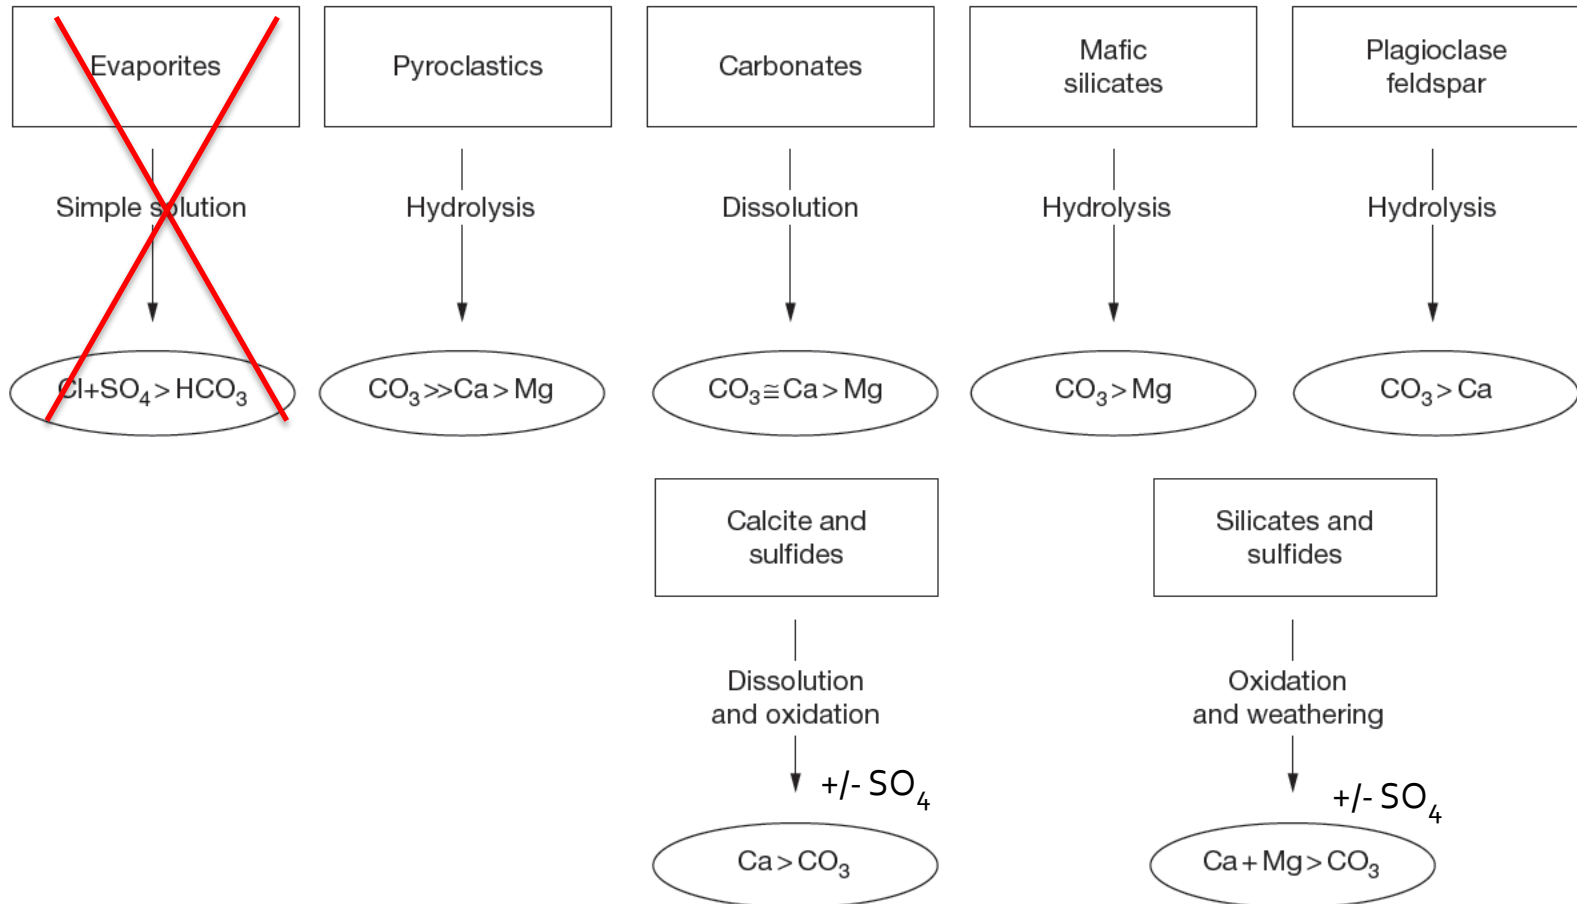 Evaporites
Pyroclastics
Carbonates
Mafic
silicates
Plagioclase
feldspar
Simple solution
Hydrolysis
Dissolution
Hydrolysis
Hydrolysis
Cl+SO₄>HCO₃
CO₃>>Ca>Mg
CO₃≅Ca>Mg
CO₃>Mg
CO₃>Ca
Calcite and
sulfides
Silicates and
sulfides
Dissolution
and oxidation
Oxidation
and weathering
+/- SO₄
+/- SO₄
Ca>CO₃
Ca+Mg>CO₃